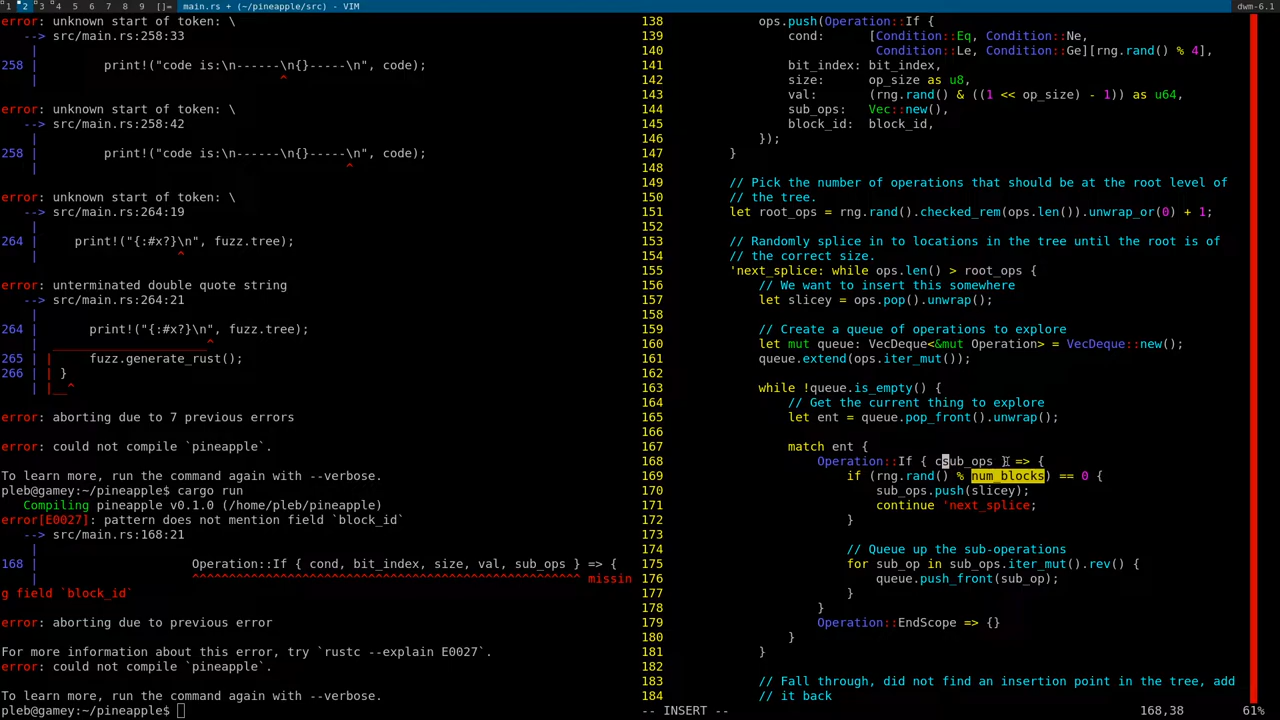 1 2 3 4 5 6 7 8 9 []= main.rs + (~/pineapple/src) - VIM dwm-6.1
error: unknown start of token: \
--> src/main.rs:258:33
|
258 | print!("code is:\n------\n{}-----\n", code);
| ^
error: unknown start of token: \
--> src/main.rs:258:42
|
258 | print!("code is:\n------\n{}-----\n", code);
| ^
error: unknown start of token: \
--> src/main.rs:264:19
|
264 | print!("{:#x?}\n", fuzz.tree);
| ^
error: unterminated double quote string
--> src/main.rs:264:21
|
264 | print!("{:#x?}\n", fuzz.tree);
| _____________________^
265 | | fuzz.generate_rust();
266 | | }
| |__^
error: aborting due to 7 previous errors
error: could not compile `pineapple`.
To learn more, run the command again with --verbose.
pleb@gamey:~/pineapple$ cargo run
Compiling pineapple v0.1.0 (/home/pleb/pineapple)
error[E0027]: pattern does not mention field `block_id`
--> src/main.rs:168:21
|
168 | Operation::If { cond, bit_index, size, val, sub_ops } => {
| ^^^^^^^^^^^^^^^^^^^^^^^^^^^^^^^^^^^^^^^^^^^^^^^^^^^^^ missin
g field `block_id`
error: aborting due to previous error
For more information about this error, try `rustc --explain E0027`.
error: could not compile `pineapple`.
To learn more, run the command again with --verbose.
pleb@gamey:~/pineapple$
138 ops.push(Operation::If {
139 cond: [Condition::Eq, Condition::Ne,
140 Condition::Le, Condition::Ge][rng.rand() % 4],
141 bit_index: bit_index,
142 size: op_size as u8,
143 val: (rng.rand() & ((1 << op_size) - 1)) as u64,
144 sub_ops: Vec::new(),
145 block_id: block_id,
146 });
147 }
148
149 // Pick the number of operations that should be at the root level of
150 // the tree.
151 let root_ops = rng.rand().checked_rem(ops.len()).unwrap_or(0) + 1;
152
153 // Randomly splice in to locations in the tree until the root is of
154 // the correct size.
155 'next_splice: while ops.len() > root_ops {
156 // We want to insert this somewhere
157 let slicey = ops.pop().unwrap();
158
159 // Create a queue of operations to explore
160 let mut queue: VecDeque<&mut Operation> = VecDeque::new();
161 queue.extend(ops.iter_mut());
162
163 while !queue.is_empty() {
164 // Get the current thing to explore
165 let ent = queue.pop_front().unwrap();
166
167 match ent {
168 Operation::If { csub_ops } => {
169 if (rng.rand() % num_blocks) == 0 {
170 sub_ops.push(slicey);
171 continue 'next_splice;
172 }
173
174 // Queue up the sub-operations
175 for sub_op in sub_ops.iter_mut().rev() {
176 queue.push_front(sub_op);
177 }
178 }
179 Operation::EndScope => {}
180 }
181 }
182
183 // Fall through, did not find an insertion point in the tree, add
184 // it back
-- INSERT -- 168,38 61%